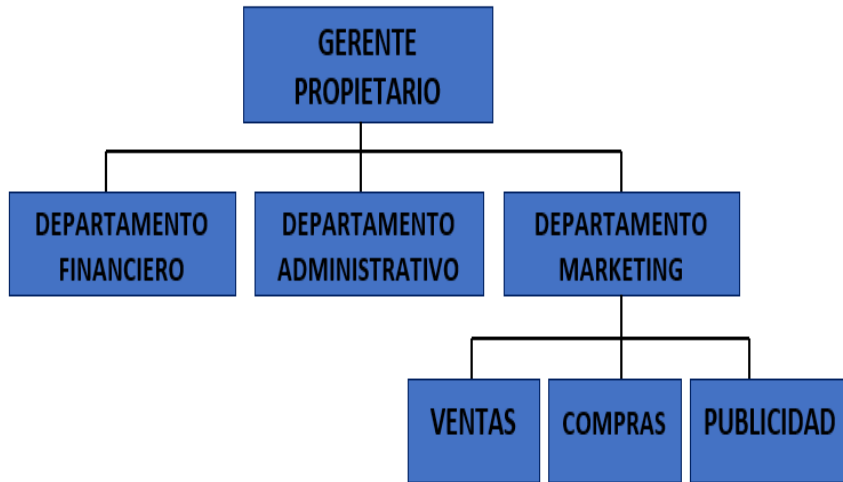 GERENTE
PROPIETARIO
DEPARTAMENTO
FINANCIERO
DEPARTAMENTO
ADMINISTRATIVO
DEPARTAMENTO
MARKETING
VENTAS
COMPRAS
PUBLICIDAD